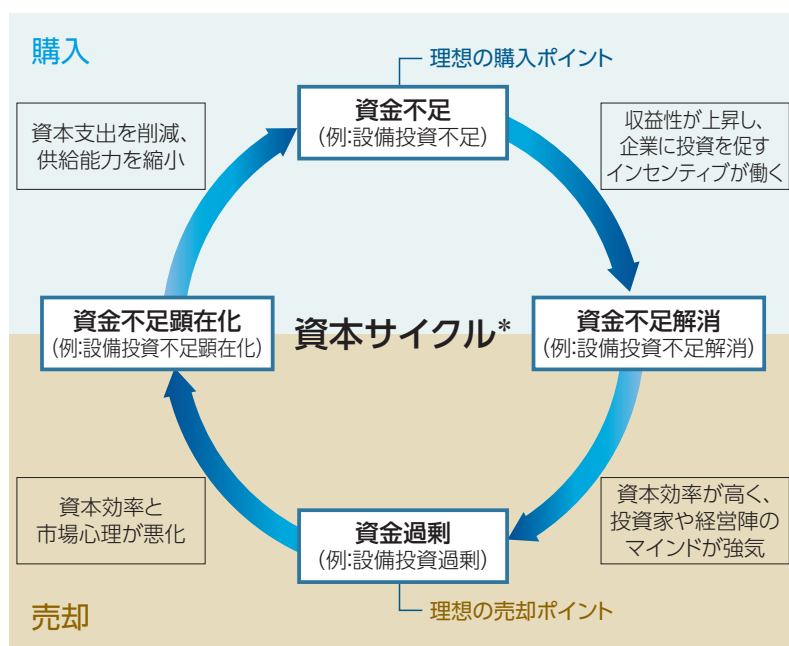 購入
理想の購入ポイント
資金不足
(例:設備投資不足)
資本支出を削減、
供給能力を縮小
収益性が上昇し、
企業に投資を促す
インセンティブが働く
資金不足顕在化
(例:設備投資不足顕在化)
資本サイクル*
資金不足解消
(例:設備投資不足解消)
資本効率と
市場心理が悪化
資金過剰
(例:設備投資過剰)
資本効率が高く、
投資家や経営陣の
マインドが強気
理想の売却ポイント
売却